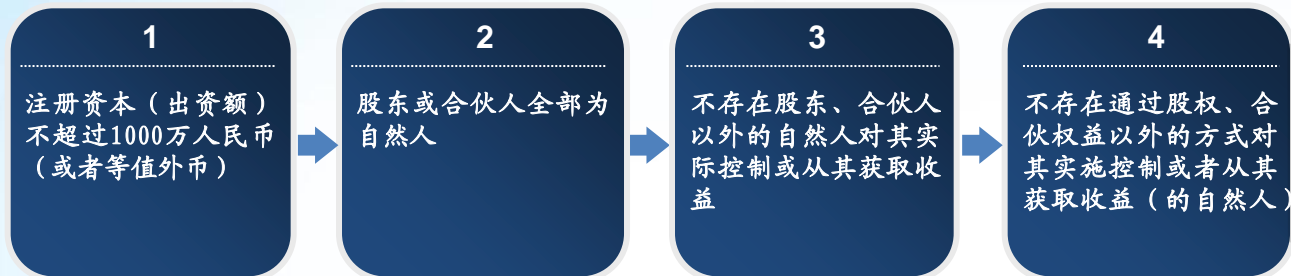 1
注册资本（出资额）
不超过1000万人民币
（或者等值外币）
2
股东或合伙人全部为
自然人
3
不存在股东、合伙人
以外的自然人对其实
际控制或从其获取收
益
4
不存在通过股权、合
伙权益以外的方式对
其实施控制或者从其
获取收益（的自然人）